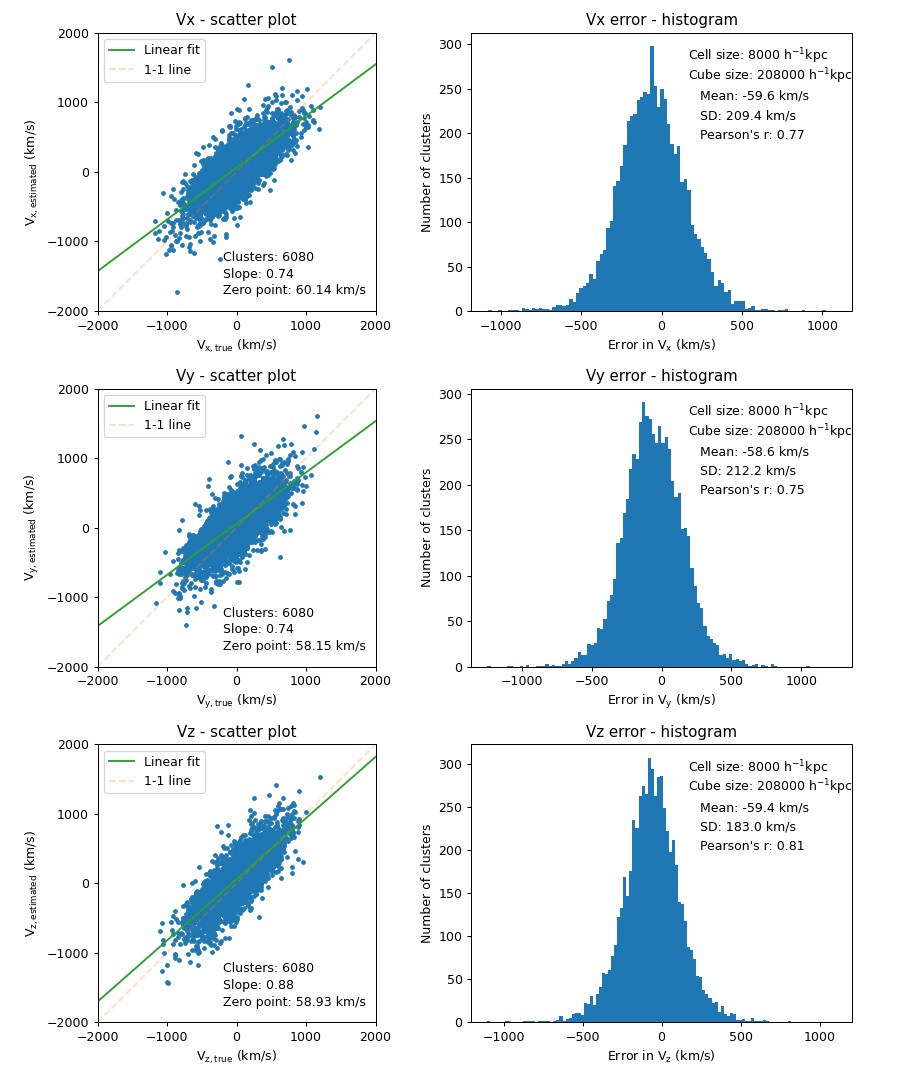 Vx - scatter plot
2000
1000
0
−1000
−2000
V_x, estimated (km/s)
Linear fit
1-1 line
Clusters: 6080
Slope: 0.74
Zero point: 60.14 km/s
−2000 −1000 0 1000 2000
V_x, true (km/s)
Vx error - histogram
300
250
200
150
100
50
0
Number of clusters
Cell size: 8000 h⁻¹kpc
Cube size: 208000 h⁻¹kpc
Mean: -59.6 km/s
SD: 209.4 km/s
Pearson's r: 0.77
−1000 −500 0 500 1000
Error in V_x (km/s)
Vy - scatter plot
2000
1000
0
−1000
−2000
V_y, estimated (km/s)
Linear fit
1-1 line
Clusters: 6080
Slope: 0.74
Zero point: 58.15 km/s
−2000 −1000 0 1000 2000
V_y, true (km/s)
Vy error - histogram
300
250
200
150
100
50
0
Number of clusters
Cell size: 8000 h⁻¹kpc
Cube size: 208000 h⁻¹kpc
Mean: -58.6 km/s
SD: 212.2 km/s
Pearson's r: 0.75
−1000 −500 0 500 1000
Error in V_y (km/s)
Vz - scatter plot
2000
1000
0
−1000
−2000
V_z, estimated (km/s)
Linear fit
1-1 line
Clusters: 6080
Slope: 0.88
Zero point: 58.93 km/s
−2000 −1000 0 1000 2000
V_z, true (km/s)
Vz error - histogram
300
250
200
150
100
50
0
Number of clusters
Cell size: 8000 h⁻¹kpc
Cube size: 208000 h⁻¹kpc
Mean: -59.4 km/s
SD: 183.0 km/s
Pearson's r: 0.81
−1000 −500 0 500 1000
Error in V_z (km/s)